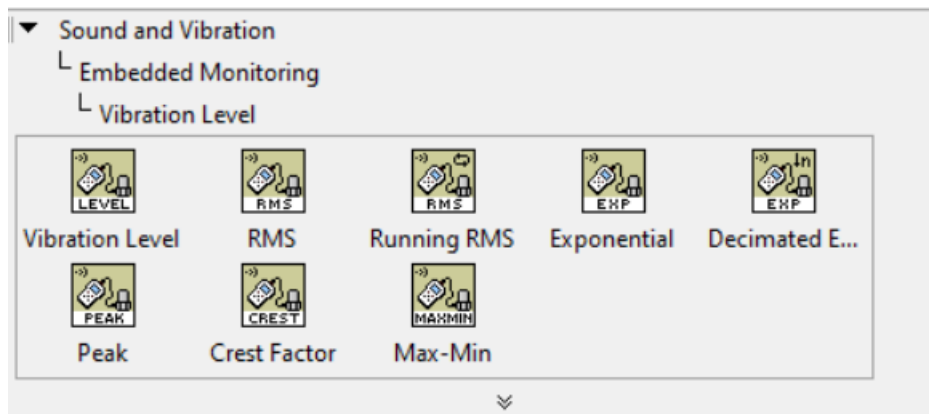 Sound and Vibration
Embedded Monitoring
Vibration Level
LEVEL RMS RMS EXP ↓n EXP
Vibration Level RMS Running RMS Exponential Decimated E...
PEAK CREST MAXMIN
Peak Crest Factor Max-Min